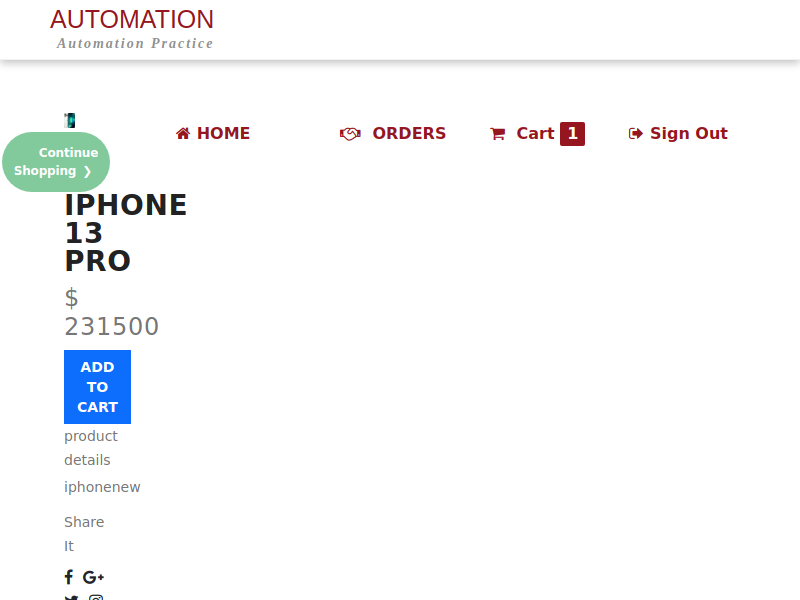 AUTOMATION
Automation Practice
HOME
ORDERS
Cart 1
Sign Out
Continue
Shopping ❯
IPHONE
13
PRO
$
231500
ADD
TO
CART
product
details
iphonenew
Share
It